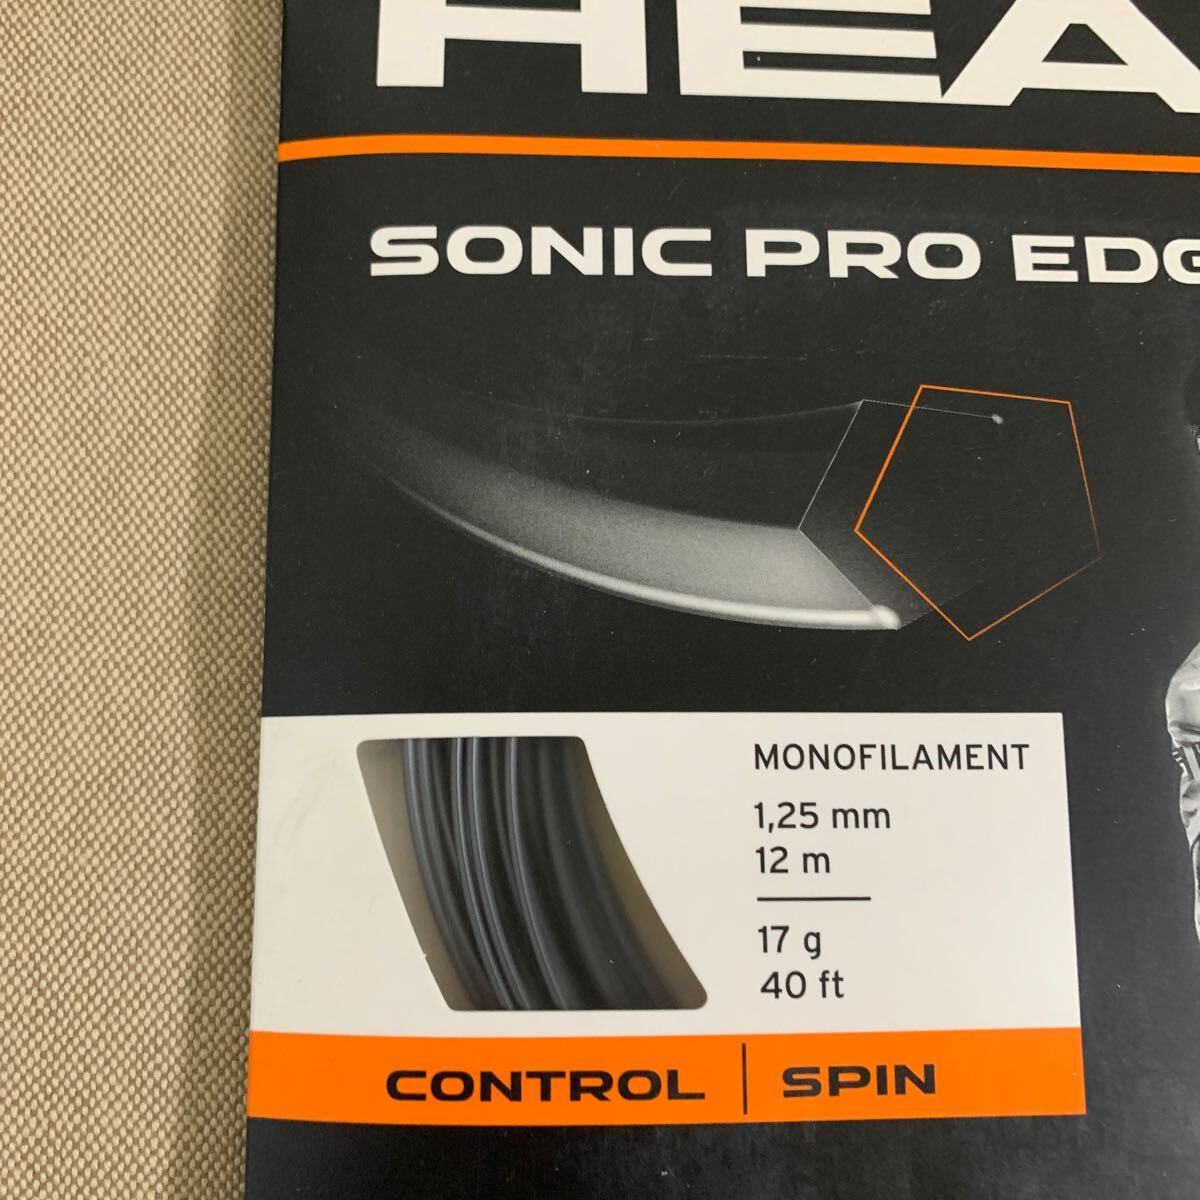 HEA
SONIC PRO EDG
MONOFILAMENT
1,25 mm
12 m
17 g
40 ft
CONTROL | SPIN